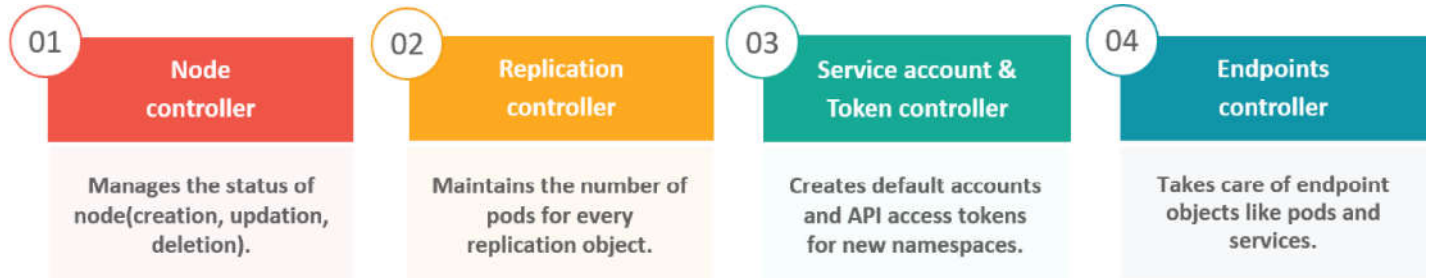 01
Node
controller
Manages the status of
node(creation, updation,
deletion).
02
Replication
controller
Maintains the number of
pods for every
replication object.
03
Service account &
Token controller
Creates default accounts
and API access tokens
for new namespaces.
04
Endpoints
controller
Takes care of endpoint
objects like pods and
services.